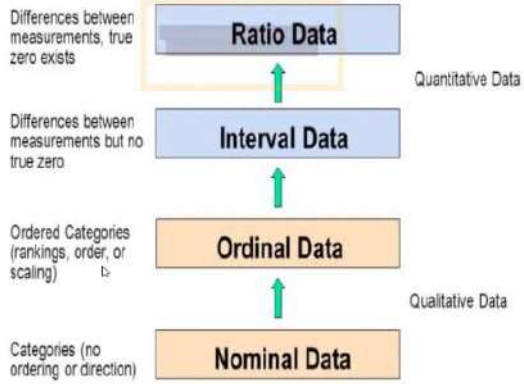 Differences between
measurements, true
zero exists
Ratio Data
Quantitative Data
Differences between
measurements but no
true zero
Interval Data
Ordered Categories
(rankings, order, or
scaling)
Ordinal Data
Qualitative Data
Categories (no
ordering or direction)
Nominal Data